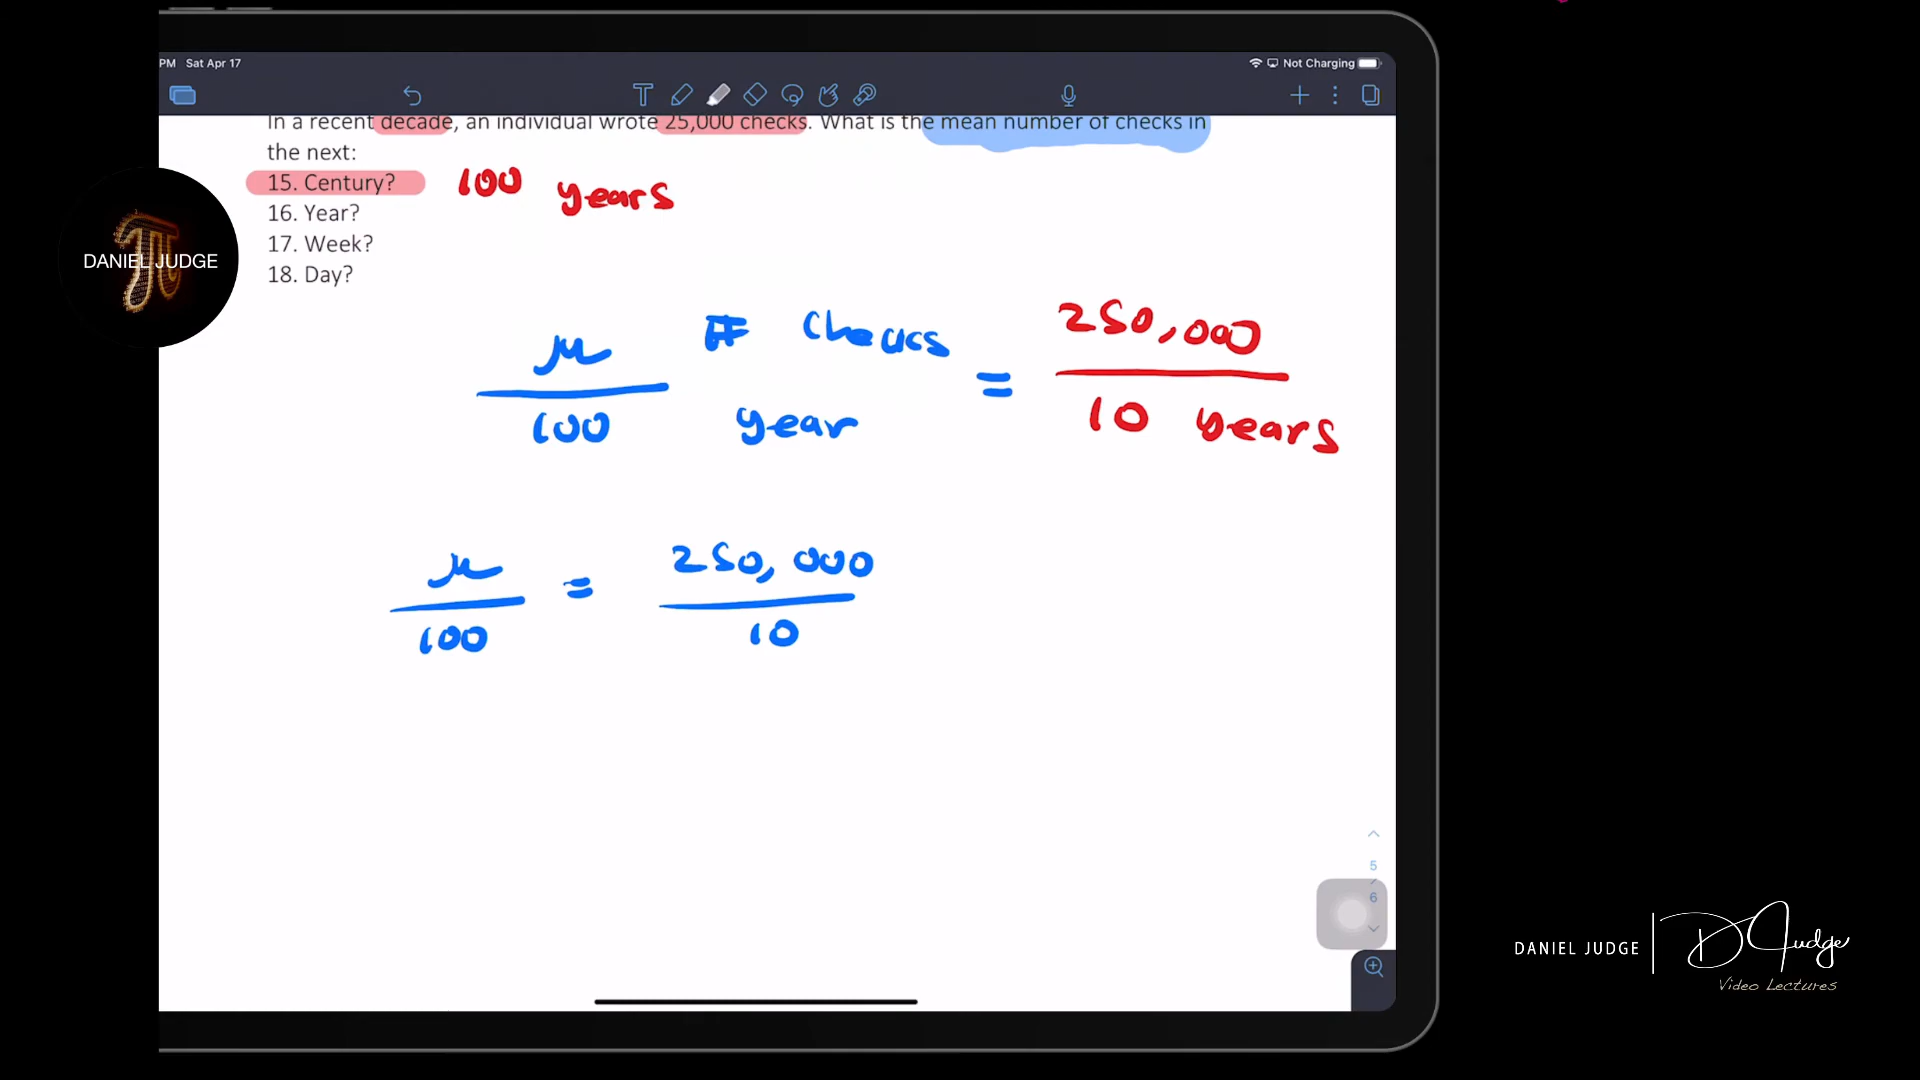 PM Sat Apr 17
Not Charging
In a recent decade, an individual wrote 25,000 checks. What is the mean number of checks in
the next:
15. Century? 100 years
16. Year?
17. Week?
18. Day?
DANIEL JUDGE
μ # checks = 250,000
100 year 10 years
μ = 250,000
100 10
5
6
DANIEL JUDGE DJudge
Video Lectures